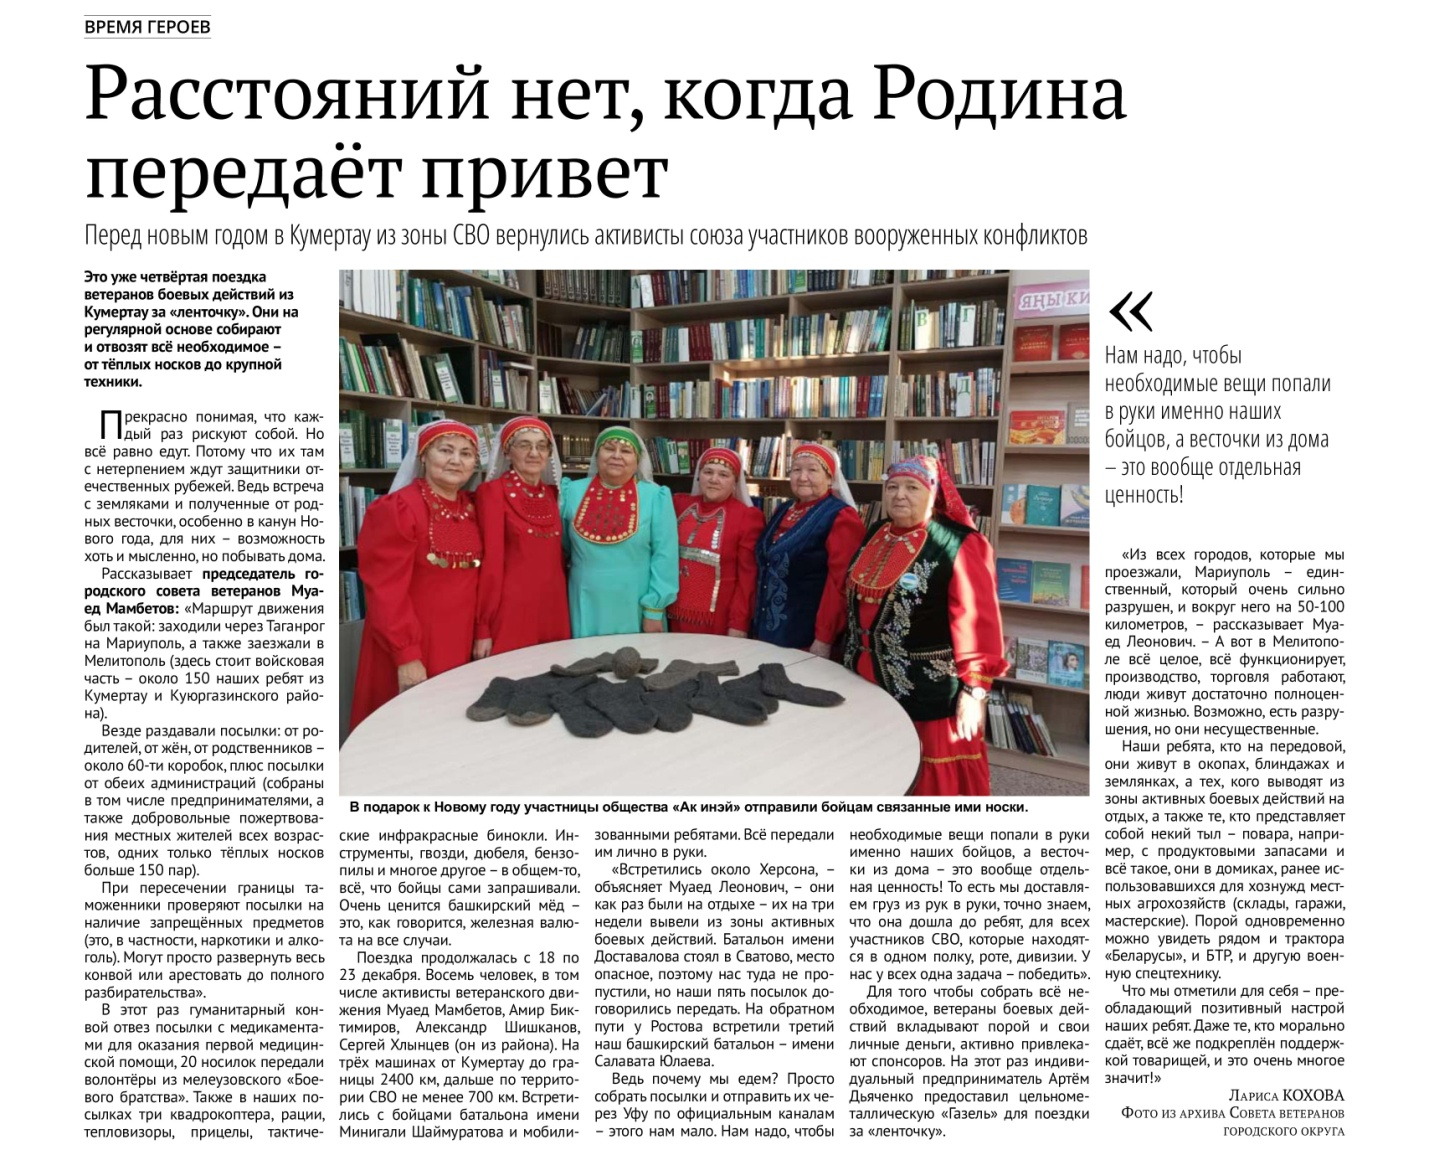 ВРЕМЯ ГЕРОЕВ
Расстояний нет, когда Родина
передаёт привет
Перед новым годом в Кумертау из зоны СВО вернулись активисты союза участников вооруженных конфликтов
Это уже четвёртая поездка
ветеранов боевых действий из
Кумертау за «ленточку». Они на
регулярной основе собирают
и отвозят всё необходимое –
от тёплых носков до крупной
техники.
Прекрасно понимая, что каж-
дый раз рискуют собой. Но
всё равно едут. Потому что их там
с нетерпением ждут защитники от-
ечественных рубежей. Ведь встреча
с земляками и полученные от род-
ных весточки, особенно в канун Но-
вого года, для них – возможность
хоть и мысленно, но побывать дома.
Рассказывает председатель го-
родского совета ветеранов Муа-
ед Мамбетов: «Маршрут движения
был такой: заходили через Таганрог
на Мариуполь, а также заезжали в
Мелитополь (здесь стоит войсковая
часть – около 150 наших ребят из
Кумертау и Куюргазинского райо-
на).
Везде раздавали посылки: от ро-
дителей, от жён, от родственников –
около 60-ти коробок, плюс посылки
от обеих администраций (собраны
в том числе предпринимателями, а
также добровольные пожертвова-
ния местных жителей всех возрас-
тов, одних только тёплых носков
больше 150 пар).
При пересечении границы та-
моженники проверяют посылки на
наличие запрещённых предметов
(это, в частности, наркотики и алко-
голь). Могут просто развернуть весь
конвой или арестовать до полного
разбирательства».
В этот раз гуманитарный кон-
вой отвез посылки с медикамента-
ми для оказания первой медицин-
ской помощи, 20 носилок передали
волонтёры из мелеузовского «Бое-
вого братства». Также в наших по-
сылках три квадрокоптера, рации,
тепловизоры, прицелы, тактиче-
ЯҢЫ КИ
В
Г
Д
Л
В подарок к Новому году участницы общества «Ак инэй» отправили бойцам связанные ими носки.
ские инфракрасные бинокли. Ин-
струменты, гвозди, дюбеля, бензо-
пилы и многое другое – в общем-то,
всё, что бойцы сами запрашивали.
Очень ценится башкирский мёд –
это, как говорится, железная валю-
та на все случаи.
Поездка продолжалась с 18 по
23 декабря. Восемь человек, в том
числе активисты ветеранского дви-
жения Муаед Мамбетов, Амир Бик-
тимиров, Александр Шишканов,
Сергей Хлынцев (он из района). На
трёх машинах от Кумертау до гра-
ницы 2400 км, дальше по террито-
рии СВО не менее 700 км. Встрети-
лись с бойцами батальона имени
Минигали Шаймуратова и мобили-
зованными ребятами. Всё передали
им лично в руки.
«Встретились около Херсона, –
объясняет Муаед Леонович, – они
как раз были на отдыхе – их на три
недели вывели из зоны активных
боевых действий. Батальон имени
Доставалова стоял в Сватово, место
опасное, поэтому нас туда не про-
пустили, но наши пять посылок до-
говорились передать. На обратном
пути у Ростова встретили третий
наш башкирский батальон – имени
Салавата Юлаева.
Ведь почему мы едем? Просто
собрать посылки и отправить их че-
рез Уфу по официальным каналам
– этого нам мало. Нам надо, чтобы
необходимые вещи попали в руки
именно наших бойцов, а весточ-
ки из дома – это вообще отдель-
ная ценность! То есть мы доставля-
ем груз из рук в руки, точно знаем,
что она дошла до ребят, для всех
участников СВО, которые находят-
ся в одном полку, роте, дивизии. У
нас у всех одна задача – победить».
Для того чтобы собрать всё не-
обходимое, ветераны боевых дей-
ствий вкладывают порой и свои
личные деньги, активно привлека-
ют спонсоров. На этот раз индиви-
дуальный предприниматель Артём
Дьяченко предоставил цельноме-
таллическую «Газель» для поездки
за «ленточку».
«
Нам надо, чтобы
необходимые вещи попали
в руки именно наших
бойцов, а весточки из дома
– это вообще отдельная
ценность!
«Из всех городов, которые мы
проезжали, Мариуполь – един-
ственный, который очень сильно
разрушен, и вокруг него на 50-100
километров, – рассказывает Муа-
ед Леонович. – А вот в Мелитопо-
ле всё целое, всё функционирует,
производство, торговля работают,
люди живут достаточно полноцен-
ной жизнью. Возможно, есть разру-
шения, но они несущественные.
Наши ребята, кто на передовой,
они живут в окопах, блиндажах и
землянках, а тех, кого выводят из
зоны активных боевых действий на
отдых, а также те, кто представляет
собой некий тыл – повара, напри-
мер, с продуктовыми запасами и
всё такое, они в домиках, ранее ис-
пользовавшихся для хознужд мест-
ных агрохозяйств (склады, гаражи,
мастерские). Порой одновременно
можно увидеть рядом и трактора
«Беларусы», и БТР, и другую воен-
ную спецтехнику.
Что мы отметили для себя – пре-
обладающий позитивный настрой
наших ребят. Даже те, кто морально
сдаёт, всё же подкреплён поддерж-
кой товарищей, и это очень многое
значит!»
Лариса КОХОВА
Фото из архива Совета ветеранов
городского округа